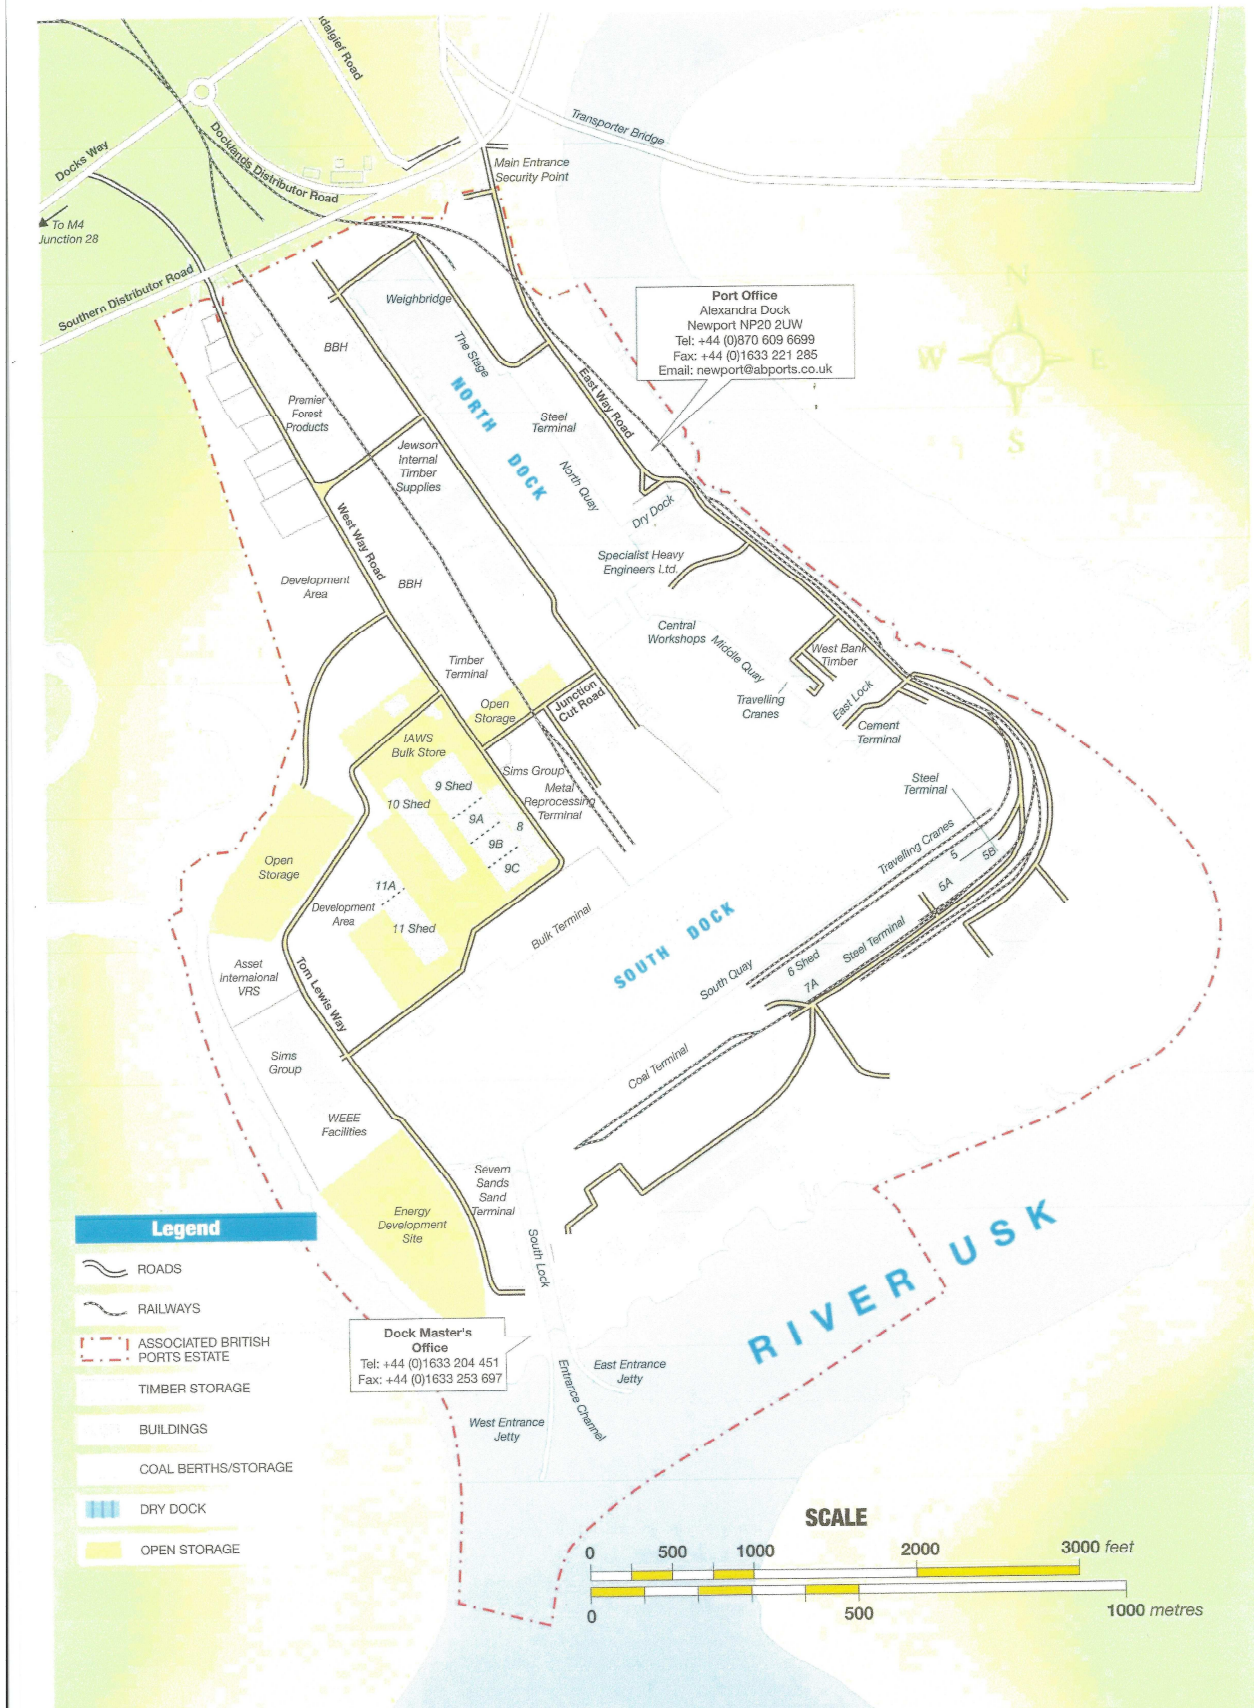 dalgief Road
Docks Way
Docklands Distributor Road
To M4
Junction 28
Southern Distributor Road
Transporter Bridge
Main Entrance
Security Point
N
W
E
S
Port Office
Alexandra Dock
Newport NP20 2UW
Tel: +44 (0)870 609 6699
Fax: +44 (0)1633 221 285
Email: newport@abports.co.uk
Weighbridge
The Stage
BBH
NORTH DOCK
East Way Road
Premier
Forest
Products
Steel
Terminal
Jewson
Internal
Timber
Supplies
North Quay
Dry Dock
West Way Road
Specialist Heavy
Engineers Ltd.
Development
Area
BBH
Central
Workshops
Middle Quay
West Bank
Timber
Timber
Terminal
Travelling
Cranes
East Lock
Cement
Terminal
Open
Storage
Junction
Cut Road
IAWS
Bulk Store
Sims Group
Metal
Reprocessing
Terminal
9 Shed
10 Shed
9A
8
9B
9C
Steel
Terminal
Travelling Cranes
5
5B
5A
Open
Storage
11A
Development
Area
11 Shed
Bulk Terminal
SOUTH DOCK
South Quay
6 Shed
Steel Terminal
7A
Asset
Internaional
VRS
Tom Lewis Way
Sims
Group
Coal Terminal
WEEE
Facilities
Severn
Sands
Sand
Terminal
Energy
Development
Site
South Lock
RIVER USK
Dock Master's
Office
Tel: +44 (0)1633 204 451
Fax: +44 (0)1633 253 697
East Entrance
Jetty
Entrance Channel
West Entrance
Jetty
Legend
ROADS
RAILWAYS
ASSOCIATED BRITISH
PORTS ESTATE
TIMBER STORAGE
BUILDINGS
COAL BERTHS/STORAGE
DRY DOCK
OPEN STORAGE
SCALE
0 500 1000 2000 3000 feet
0 500 1000 metres